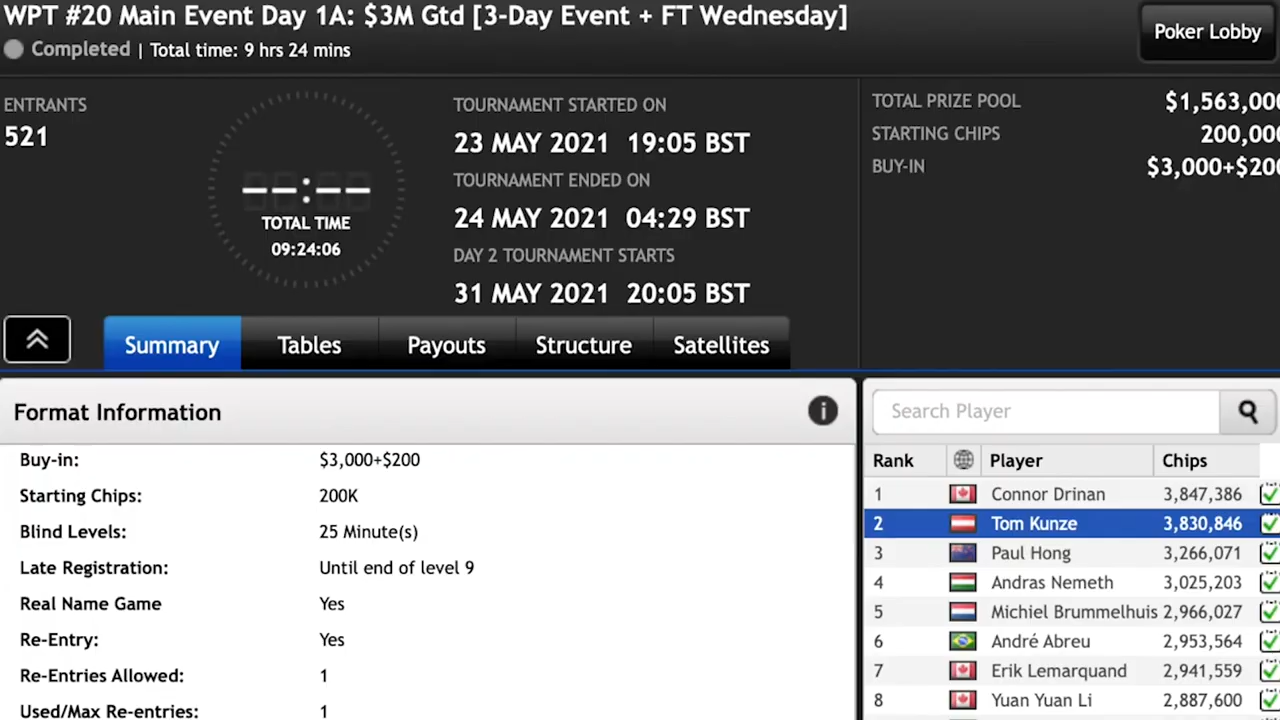 WPT #20 Main Event Day 1A: $3M Gtd [3-Day Event + FT Wednesday]
Completed | Total time: 9 hrs 24 mins
Poker Lobby
ENTRANTS
521
--:--
TOTAL TIME
09:24:06
TOURNAMENT STARTED ON
23 MAY 2021 19:05 BST
TOURNAMENT ENDED ON
24 MAY 2021 04:29 BST
DAY 2 TOURNAMENT STARTS
31 MAY 2021 20:05 BST
TOTAL PRIZE POOL $1,563,000
STARTING CHIPS 200,000
BUY-IN $3,000+$200
Summary Tables Payouts Structure Satellites
Format Information
Buy-in: $3,000+$200
Starting Chips: 200K
Blind Levels: 25 Minute(s)
Late Registration: Until end of level 9
Real Name Game Yes
Re-Entry: Yes
Re-Entries Allowed: 1
Used/Max Re-entries: 1
Search Player
Rank Player Chips
1 Connor Drinan 3,847,386
2 Tom Kunze 3,830,846
3 Paul Hong 3,266,071
4 Andras Nemeth 3,025,203
5 Michiel Brummelhuis 2,966,027
6 André Abreu 2,953,564
7 Erik Lemarquand 2,941,559
8 Yuan Yuan Li 2,887,600